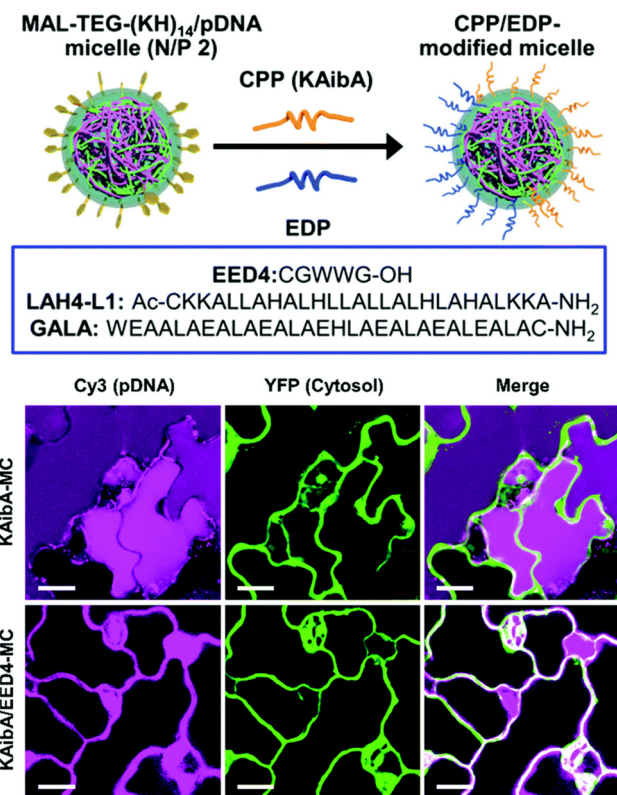 MAL-TEG-(KH)14/pDNA
micelle (N/P 2)
CPP/EDP-
modified micelle
CPP (KAibA)
EDP
EED4:CGWWG-OH
LAH4-L1: Ac-CKKALLAHALHLLALLALHLAHALKKA-NH2
GALA: WEAALAEALAEALAEHLAEALAEALEALAC-NH2
Cy3 (pDNA) YFP (Cytosol) Merge
KAibA-MC
KAibA/EED4-MC